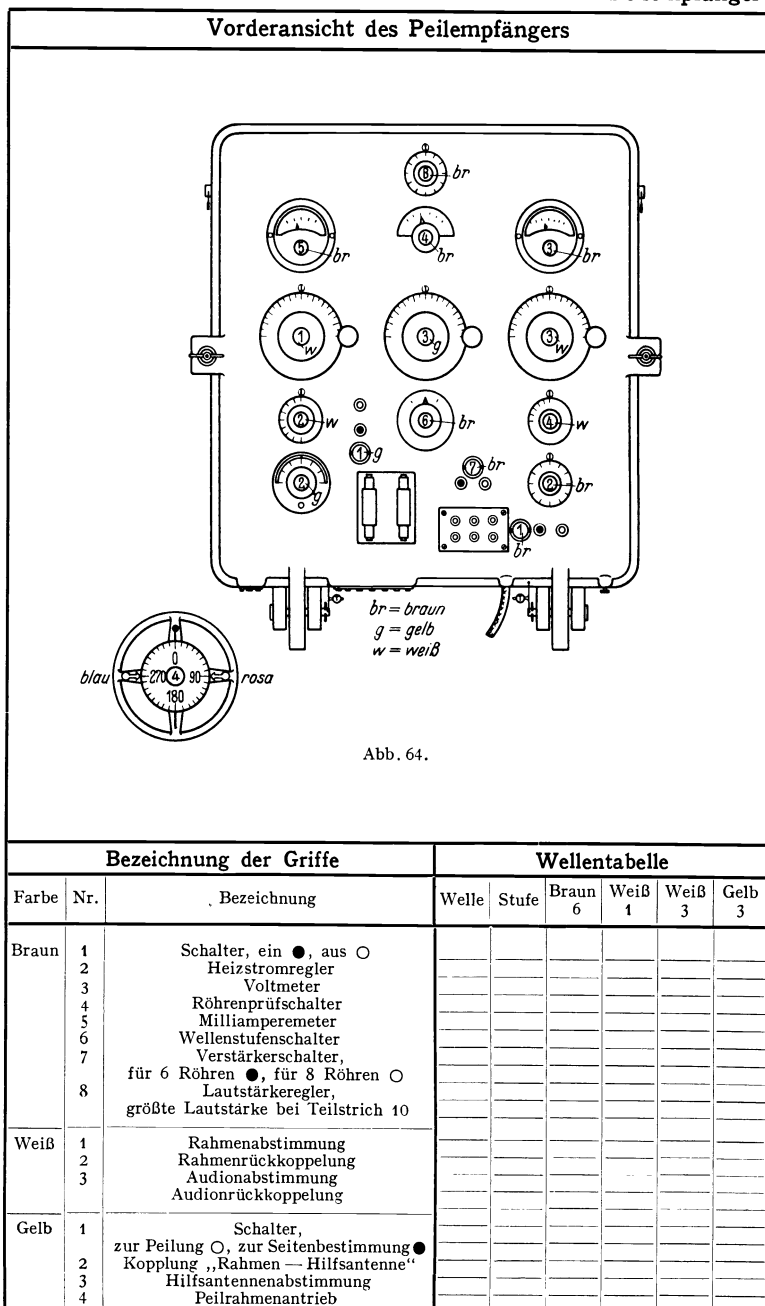 Vorderansicht des Peilempfängers
8 br
5 br
4 br
3 br
1 w
3 g
3 w
2 w
6 br
4 w
1 g
7 br
2 g
2 br
1 br
br = braun
g = gelb
w = weiß
blau 0 270 4 90 180 rosa
Abb. 64.
Bezeichnung der Griffe Wellentabelle
Farbe Nr. Bezeichnung Welle Stufe Braun 6 Weiß 1 Weiß 3 Gelb 3
Braun 1 Schalter, ein ●, aus ○
2 Heizstromregler
3 Voltmeter
4 Röhrenprüfschalter
5 Milliamperemeter
6 Wellenstufenschalter
7 Verstärkerschalter,
für 6 Röhren ●, für 8 Röhren ○
8 Lautstärkeregler,
größte Lautstärke bei Teilstrich 10
Weiß 1 Rahmenabstimmung
2 Rahmenrückkoppelung
3 Audionabstimmung
Audionrückkoppelung
Gelb 1 Schalter,
zur Peilung ○, zur Seitenbestimmung ●
2 Kopplung „Rahmen — Hilfsantenne“
3 Hilfsantennenabstimmung
4 Peilrahmenantrieb